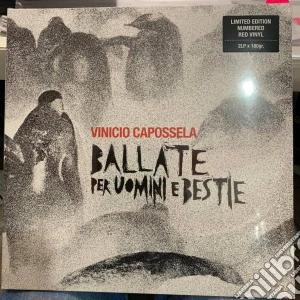 LIMITED EDITION
NUMBERED
RED VINYL
2LP x 180gr.
VINICIO CAPOSSELA
BALLATE
PER UOMINI E BESTIE